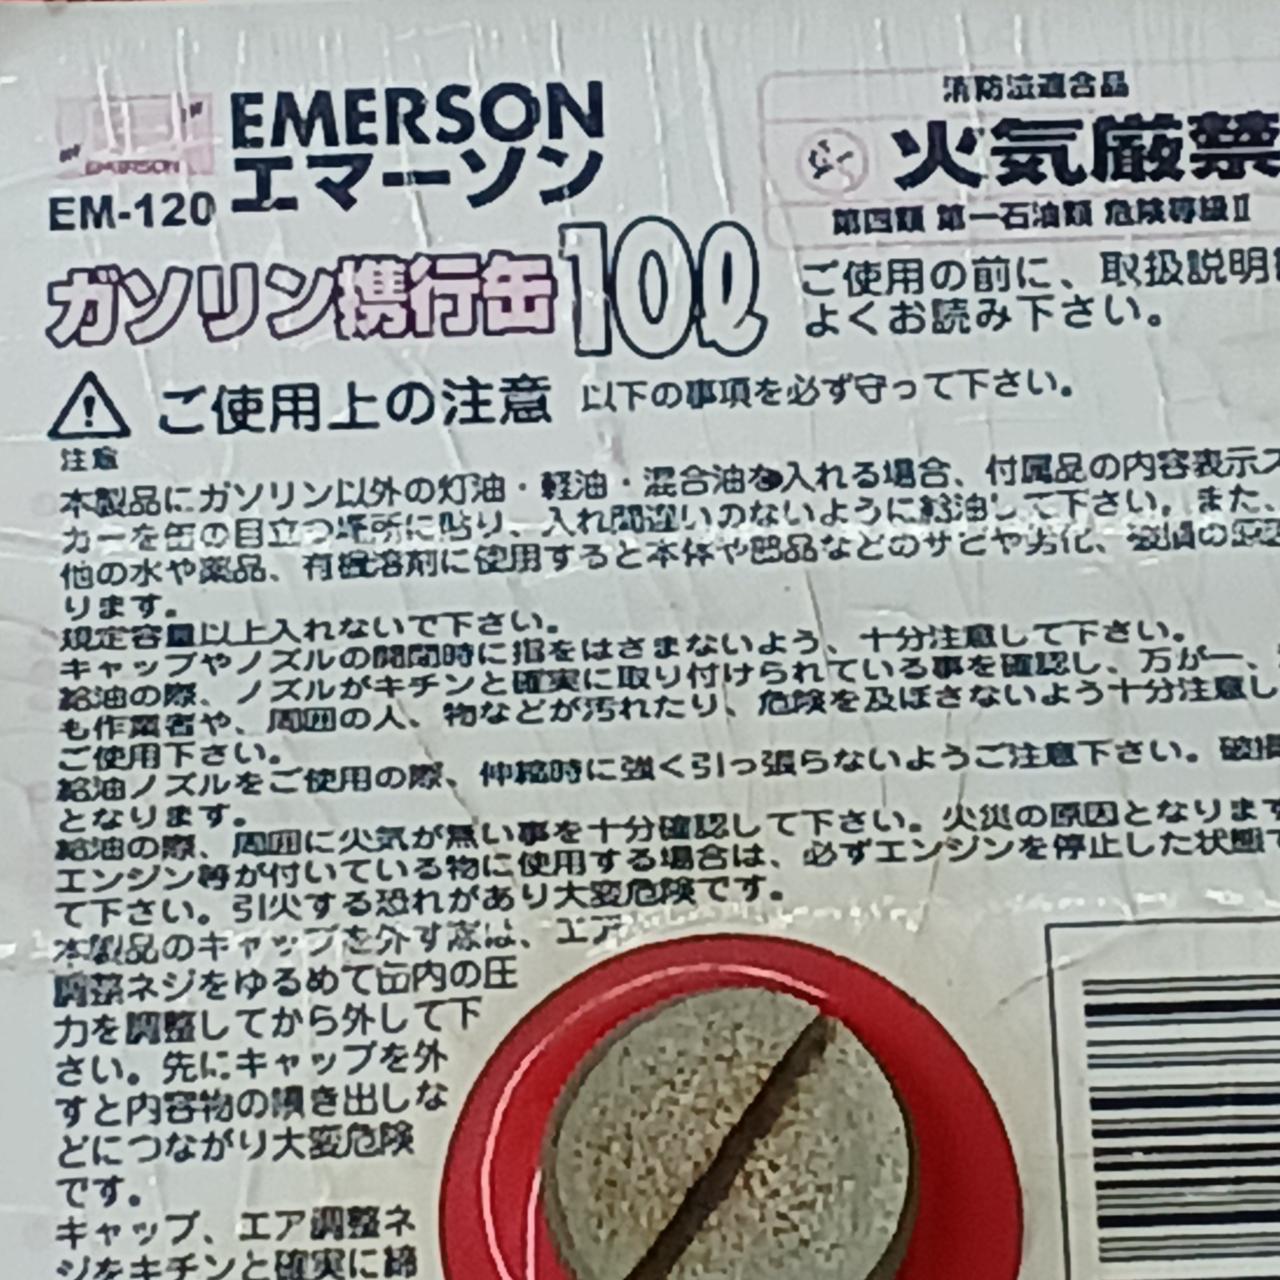 EMERSON
エマーソン
EMERSON
EM-120
ガソリン携行缶10ℓ
消防法適合品
火気厳禁
第四類 第一石油類 危険等級Ⅱ
ご使用の前に、取扱説明
よくお読み下さい。
注意
ご使用上の注意 以下の事項を必ず守って下さい。
本製品にガソリン以外の灯油・軽油・混合油を入れる場合、付属品の内容表示ス
カーを缶の目立つ場所に貼り、入れ間違いのないように給油して下さい。また、
他の水や薬品、有機溶剤に使用すると本体や部品などのサビや劣化、破損の原因
ります。
規定容量以上入れないで下さい。
キャップやノズルの開閉時に指をはさまないよう、十分注意して下さい。
給油の際、ノズルがキチンと確実に取り付けられている事を確認し、万が一、
も作業者や、周囲の人、物などが汚れたり、危険を及ぼさないよう十分注意し
ご使用下さい。
給油ノズルをご使用の際、伸縮時に強く引っ張らないようご注意下さい。破損
となります。
給油の際、周囲に火気が無い事を十分確認して下さい。火災の原因となります
エンジン等が付いている物に使用する場合は、必ずエンジンを停止した状態で
て下さい。引火する恐れがあり大変危険です。
本製品のキャップを外す際は、エア
調整ネジをゆるめて缶内の圧
力を調整してから外して下
さい。先にキャップを外
すと内容物の噴き出しな
どにつながり大変危険
です。
キャップ、エア調整ネ
ジをキチンと確実に締